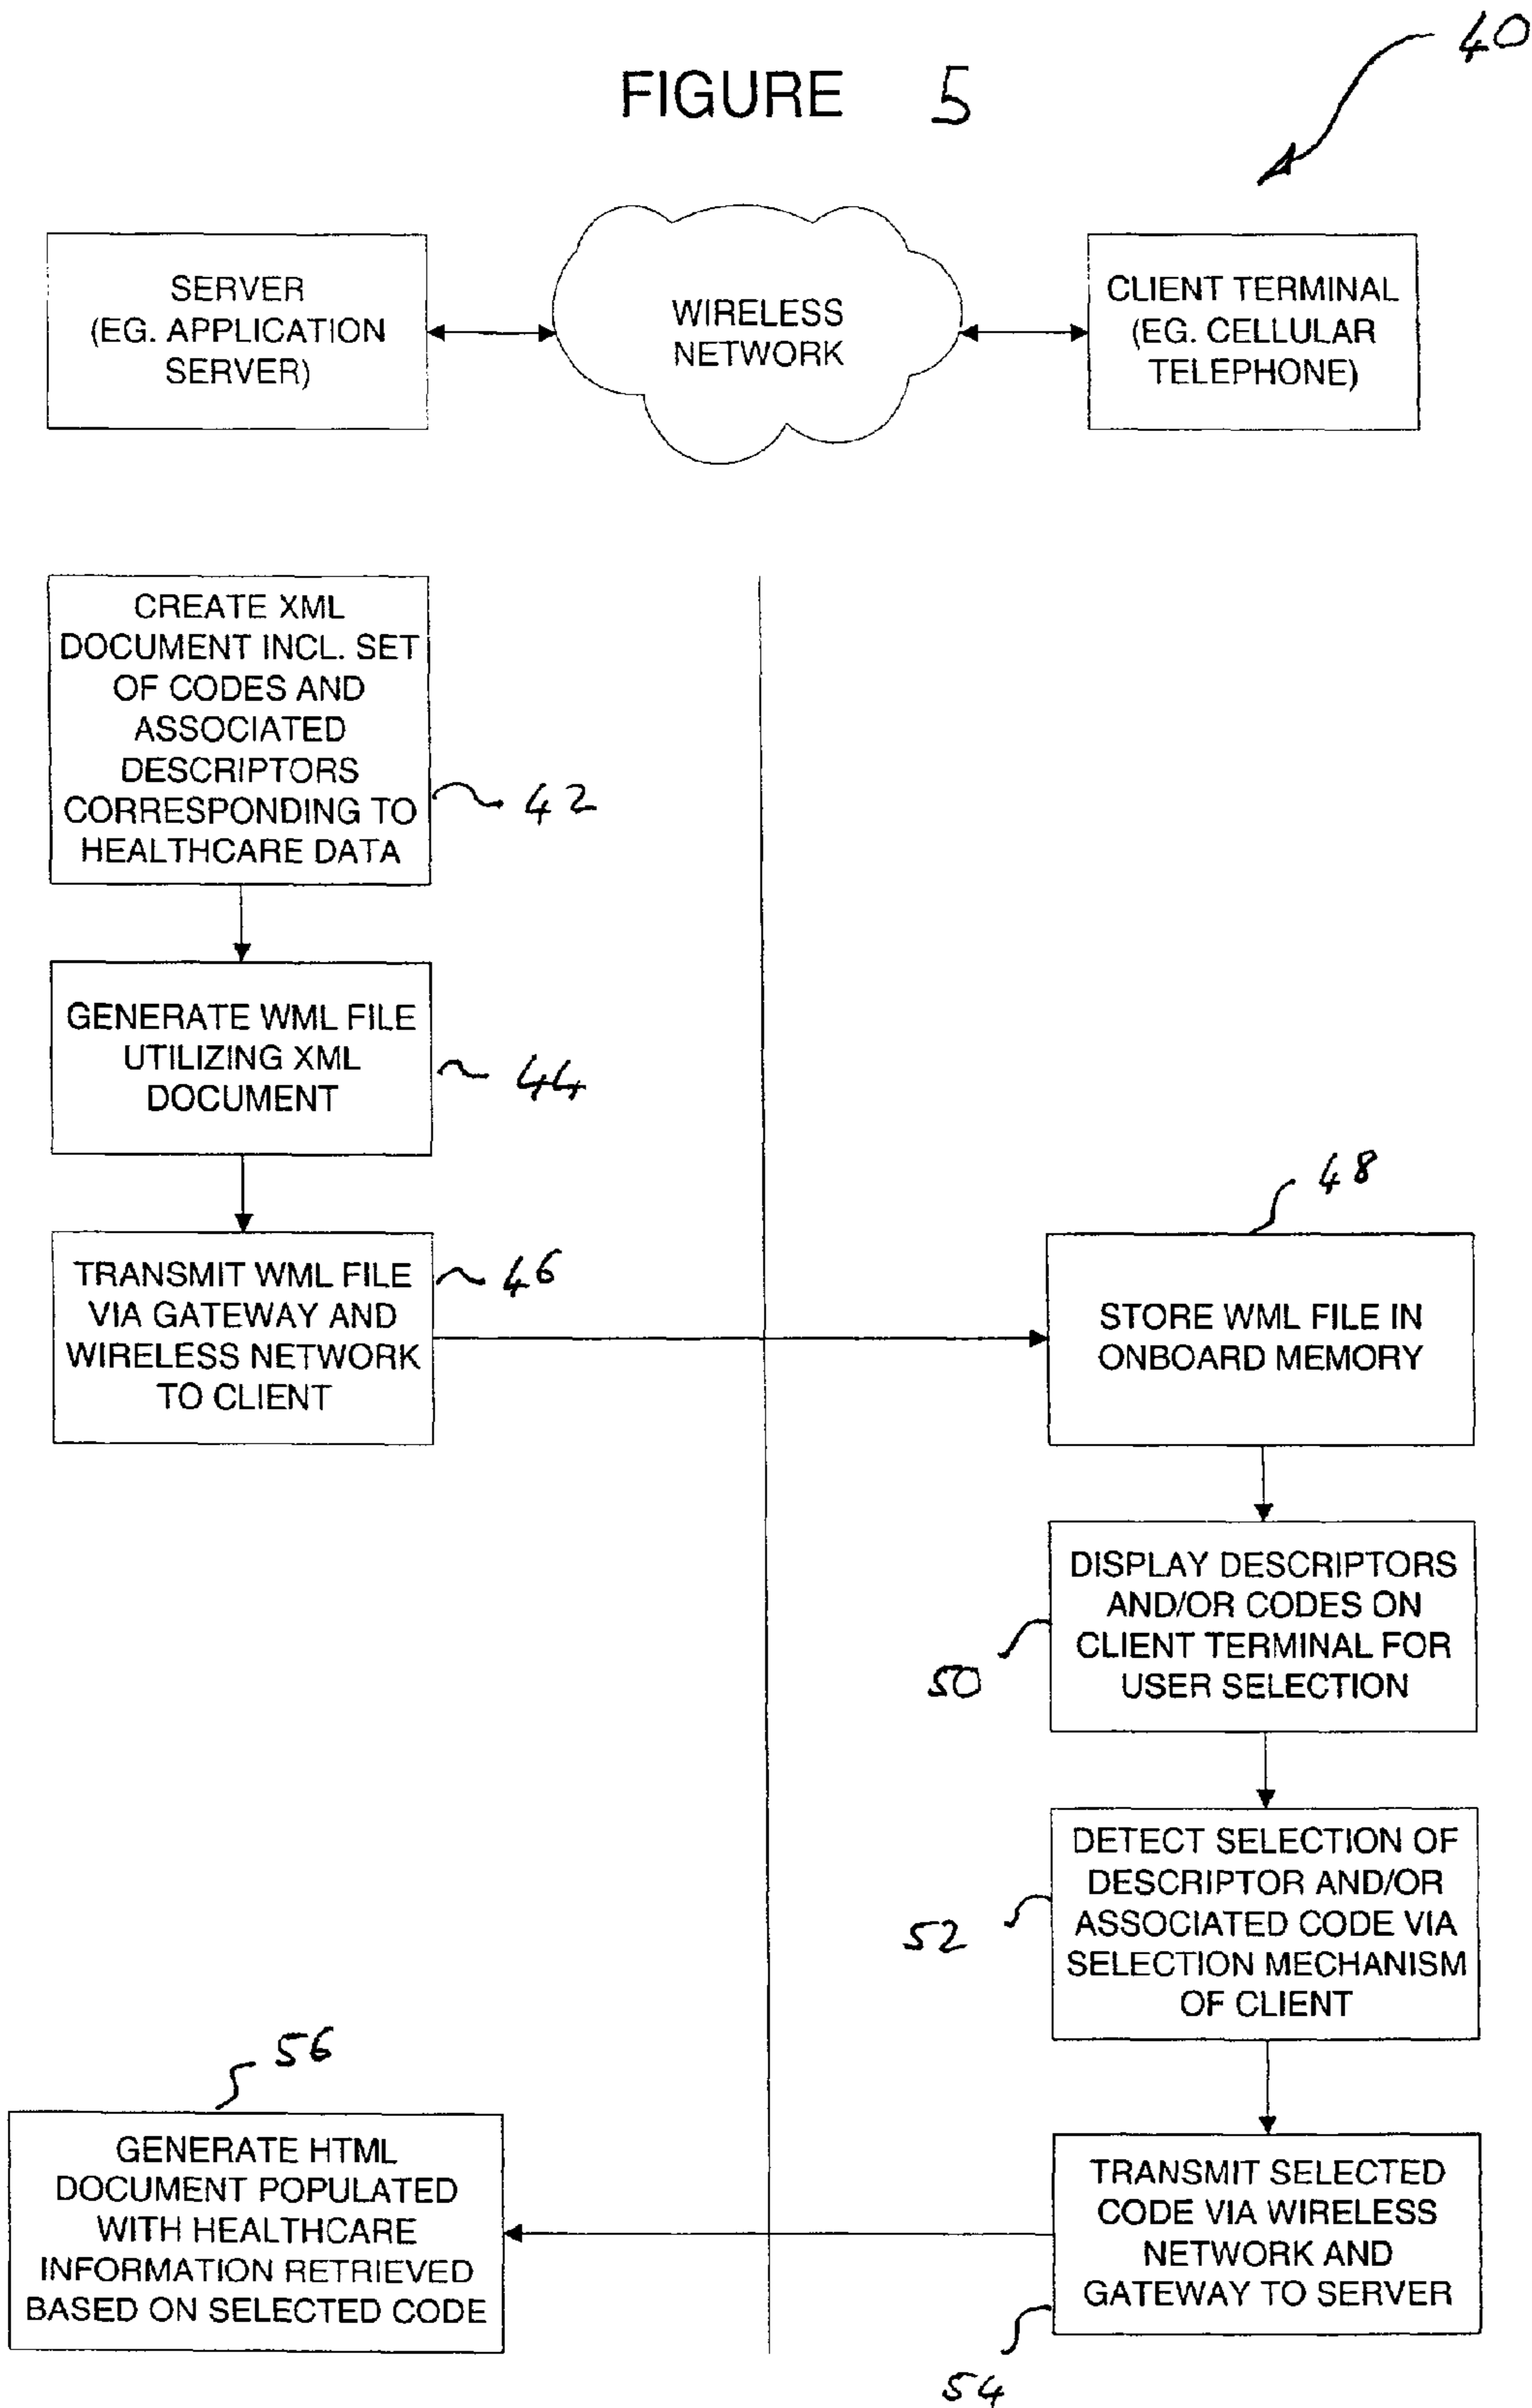 40
FIGURE 5
SERVER
(EG. APPLICATION
SERVER)
WIRELESS
NETWORK
CLIENT TERMINAL
(EG. CELLULAR
TELEPHONE)
CREATE XML
DOCUMENT INCL. SET
OF CODES AND
ASSOCIATED
DESCRIPTORS
CORRESPONDING TO
HEALTHCARE DATA
42
GENERATE WML FILE
UTILIZING XML
DOCUMENT
44
TRANSMIT WML FILE
VIA GATEWAY AND
WIRELESS NETWORK
TO CLIENT
46
48
STORE WML FILE IN
ONBOARD MEMORY
DISPLAY DESCRIPTORS
AND/OR CODES ON
CLIENT TERMINAL FOR
USER SELECTION
50
DETECT SELECTION OF
DESCRIPTOR AND/OR
ASSOCIATED CODE VIA
SELECTION MECHANISM
OF CLIENT
52
TRANSMIT SELECTED
CODE VIA WIRELESS
NETWORK AND
GATEWAY TO SERVER
54
56
GENERATE HTML
DOCUMENT POPULATED
WITH HEALTHCARE
INFORMATION RETRIEVED
BASED ON SELECTED CODE